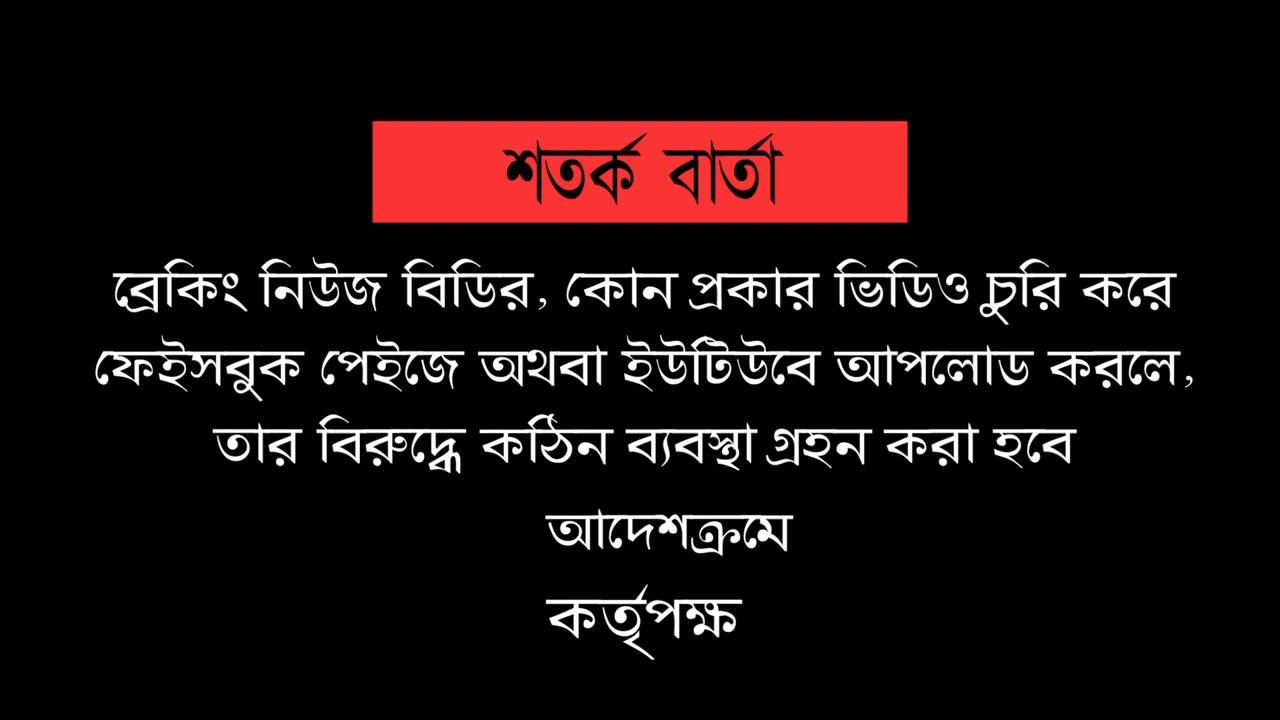 শতর্ক বার্তা
ব্রেকিং নিউজ বিডির, কোন প্রকার ভিডিও চুরি করে
ফেইসবুক পেইজে অথবা ইউটিউবে আপলোড করলে,
তার বিরুদ্ধে কঠিন ব্যবস্থা গ্রহন করা হবে
আদেশক্রমে
কর্তৃপক্ষ